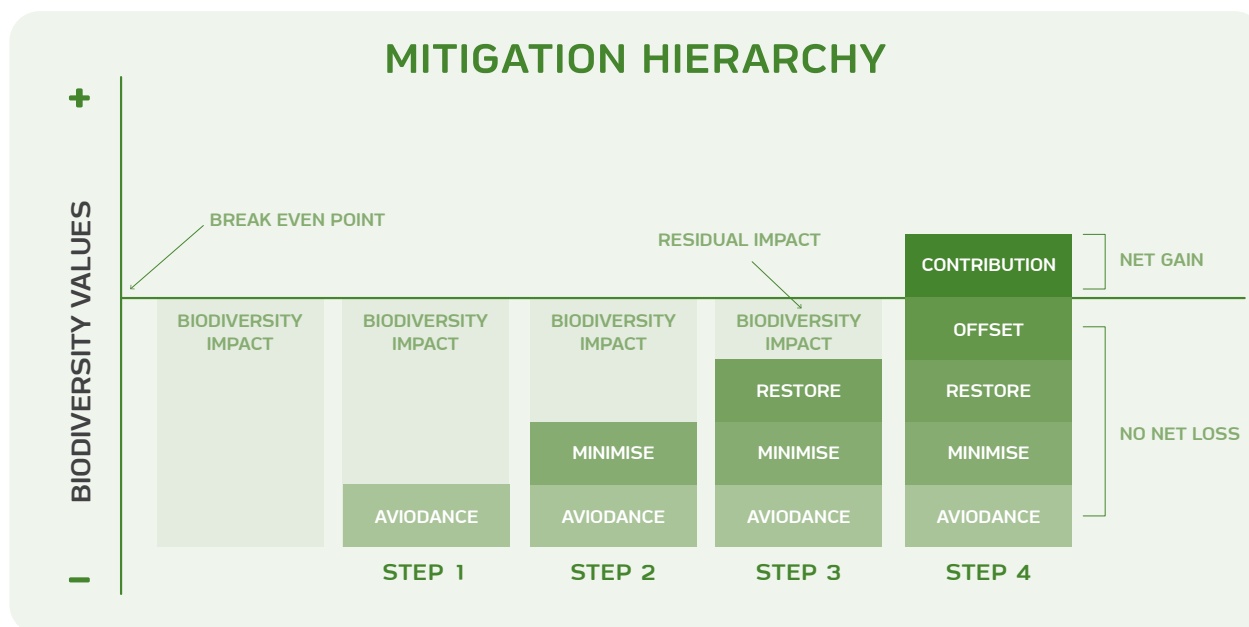 MITIGATION HIERARCHY
+
BIODIVERSITY VALUES
−
BREAK EVEN POINT
RESIDUAL IMPACT
BIODIVERSITY
IMPACT
BIODIVERSITY
IMPACT
AVIODANCE
STEP 1
BIODIVERSITY
IMPACT
MINIMISE
AVIODANCE
STEP 2
BIODIVERSITY
IMPACT
RESTORE
MINIMISE
AVIODANCE
STEP 3
CONTRIBUTION
OFFSET
RESTORE
MINIMISE
AVIODANCE
STEP 4
NET GAIN
NO NET LOSS